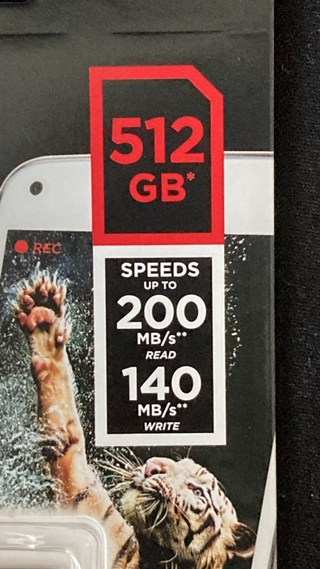 512
GB*
REC
SPEEDS
UP TO
200
MB/s**
READ
140
MB/s**
WRITE